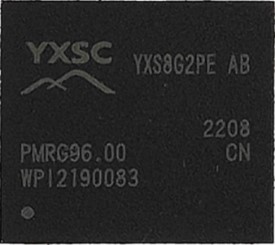 YXSC
YXS8G2PE AB
2208
PMRG96.00 CN
WPI2190083